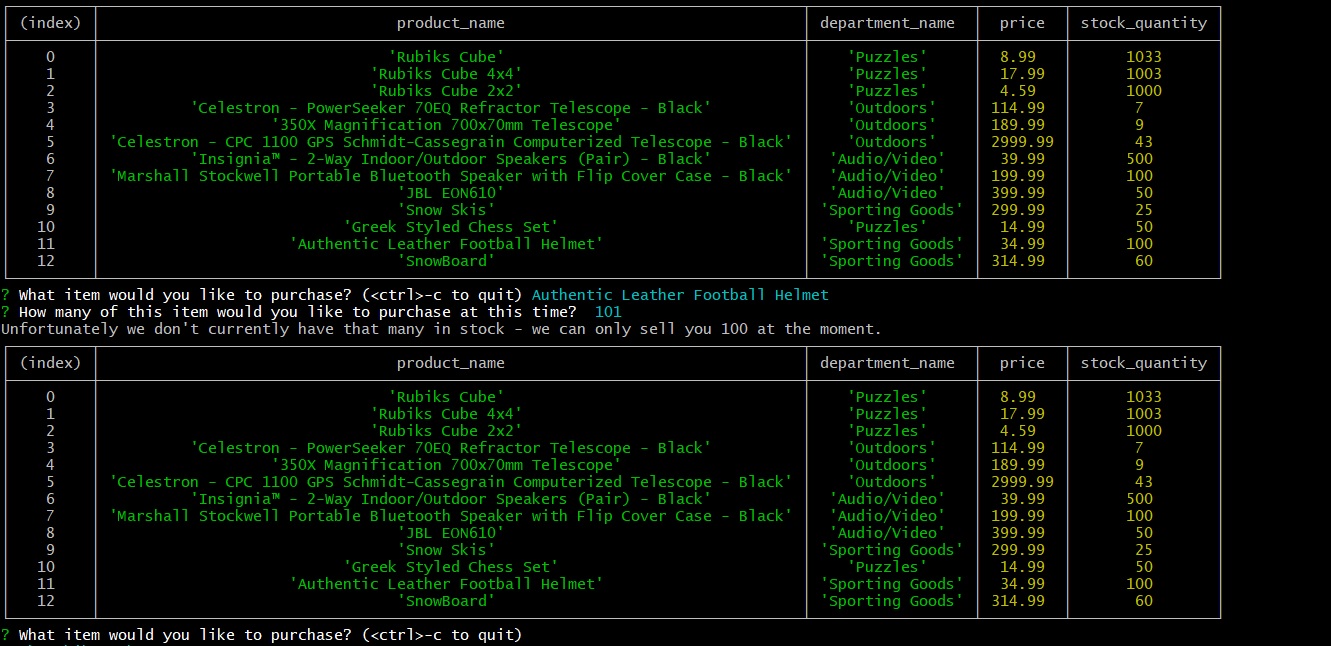 (index) product_name department_name price stock_quantity
0 'Rubiks Cube' 'Puzzles' 8.99 1033
1 'Rubiks Cube 4x4' 'Puzzles' 17.99 1003
2 'Rubiks Cube 2x2' 'Puzzles' 4.59 1000
3 'Celestron - PowerSeeker 70EQ Refractor Telescope - Black' 'Outdoors' 114.99 7
4 '350X Magnification 700x70mm Telescope' 'Outdoors' 189.99 9
5 'Celestron - CPC 1100 GPS Schmidt-Cassegrain Computerized Telescope - Black' 'Outdoors' 2999.99 43
6 'Insignia™ - 2-Way Indoor/Outdoor Speakers (Pair) - Black' 'Audio/Video' 39.99 500
7 'Marshall Stockwell Portable Bluetooth Speaker with Flip Cover Case - Black' 'Audio/Video' 199.99 100
8 'JBL EON610' 'Audio/Video' 399.99 50
9 'Snow Skis' 'Sporting Goods' 299.99 25
10 'Greek Styled Chess Set' 'Puzzles' 14.99 50
11 'Authentic Leather Football Helmet' 'Sporting Goods' 34.99 100
12 'SnowBoard' 'Sporting Goods' 314.99 60
? What item would you like to purchase? (<ctrl>-c to quit) Authentic Leather Football Helmet
? How many of this item would you like to purchase at this time? 101
Unfortunately we don't currently have that many in stock - we can only sell you 100 at the moment.
(index) product_name department_name price stock_quantity
0 'Rubiks Cube' 'Puzzles' 8.99 1033
1 'Rubiks Cube 4x4' 'Puzzles' 17.99 1003
2 'Rubiks Cube 2x2' 'Puzzles' 4.59 1000
3 'Celestron - PowerSeeker 70EQ Refractor Telescope - Black' 'Outdoors' 114.99 7
4 '350X Magnification 700x70mm Telescope' 'Outdoors' 189.99 9
5 'Celestron - CPC 1100 GPS Schmidt-Cassegrain Computerized Telescope - Black' 'Outdoors' 2999.99 43
6 'Insignia™ - 2-Way Indoor/Outdoor Speakers (Pair) - Black' 'Audio/Video' 39.99 500
7 'Marshall Stockwell Portable Bluetooth Speaker with Flip Cover Case - Black' 'Audio/Video' 199.99 100
8 'JBL EON610' 'Audio/Video' 399.99 50
9 'Snow Skis' 'Sporting Goods' 299.99 25
10 'Greek Styled Chess Set' 'Puzzles' 14.99 50
11 'Authentic Leather Football Helmet' 'Sporting Goods' 34.99 100
12 'SnowBoard' 'Sporting Goods' 314.99 60
? What item would you like to purchase? (<ctrl>-c to quit)